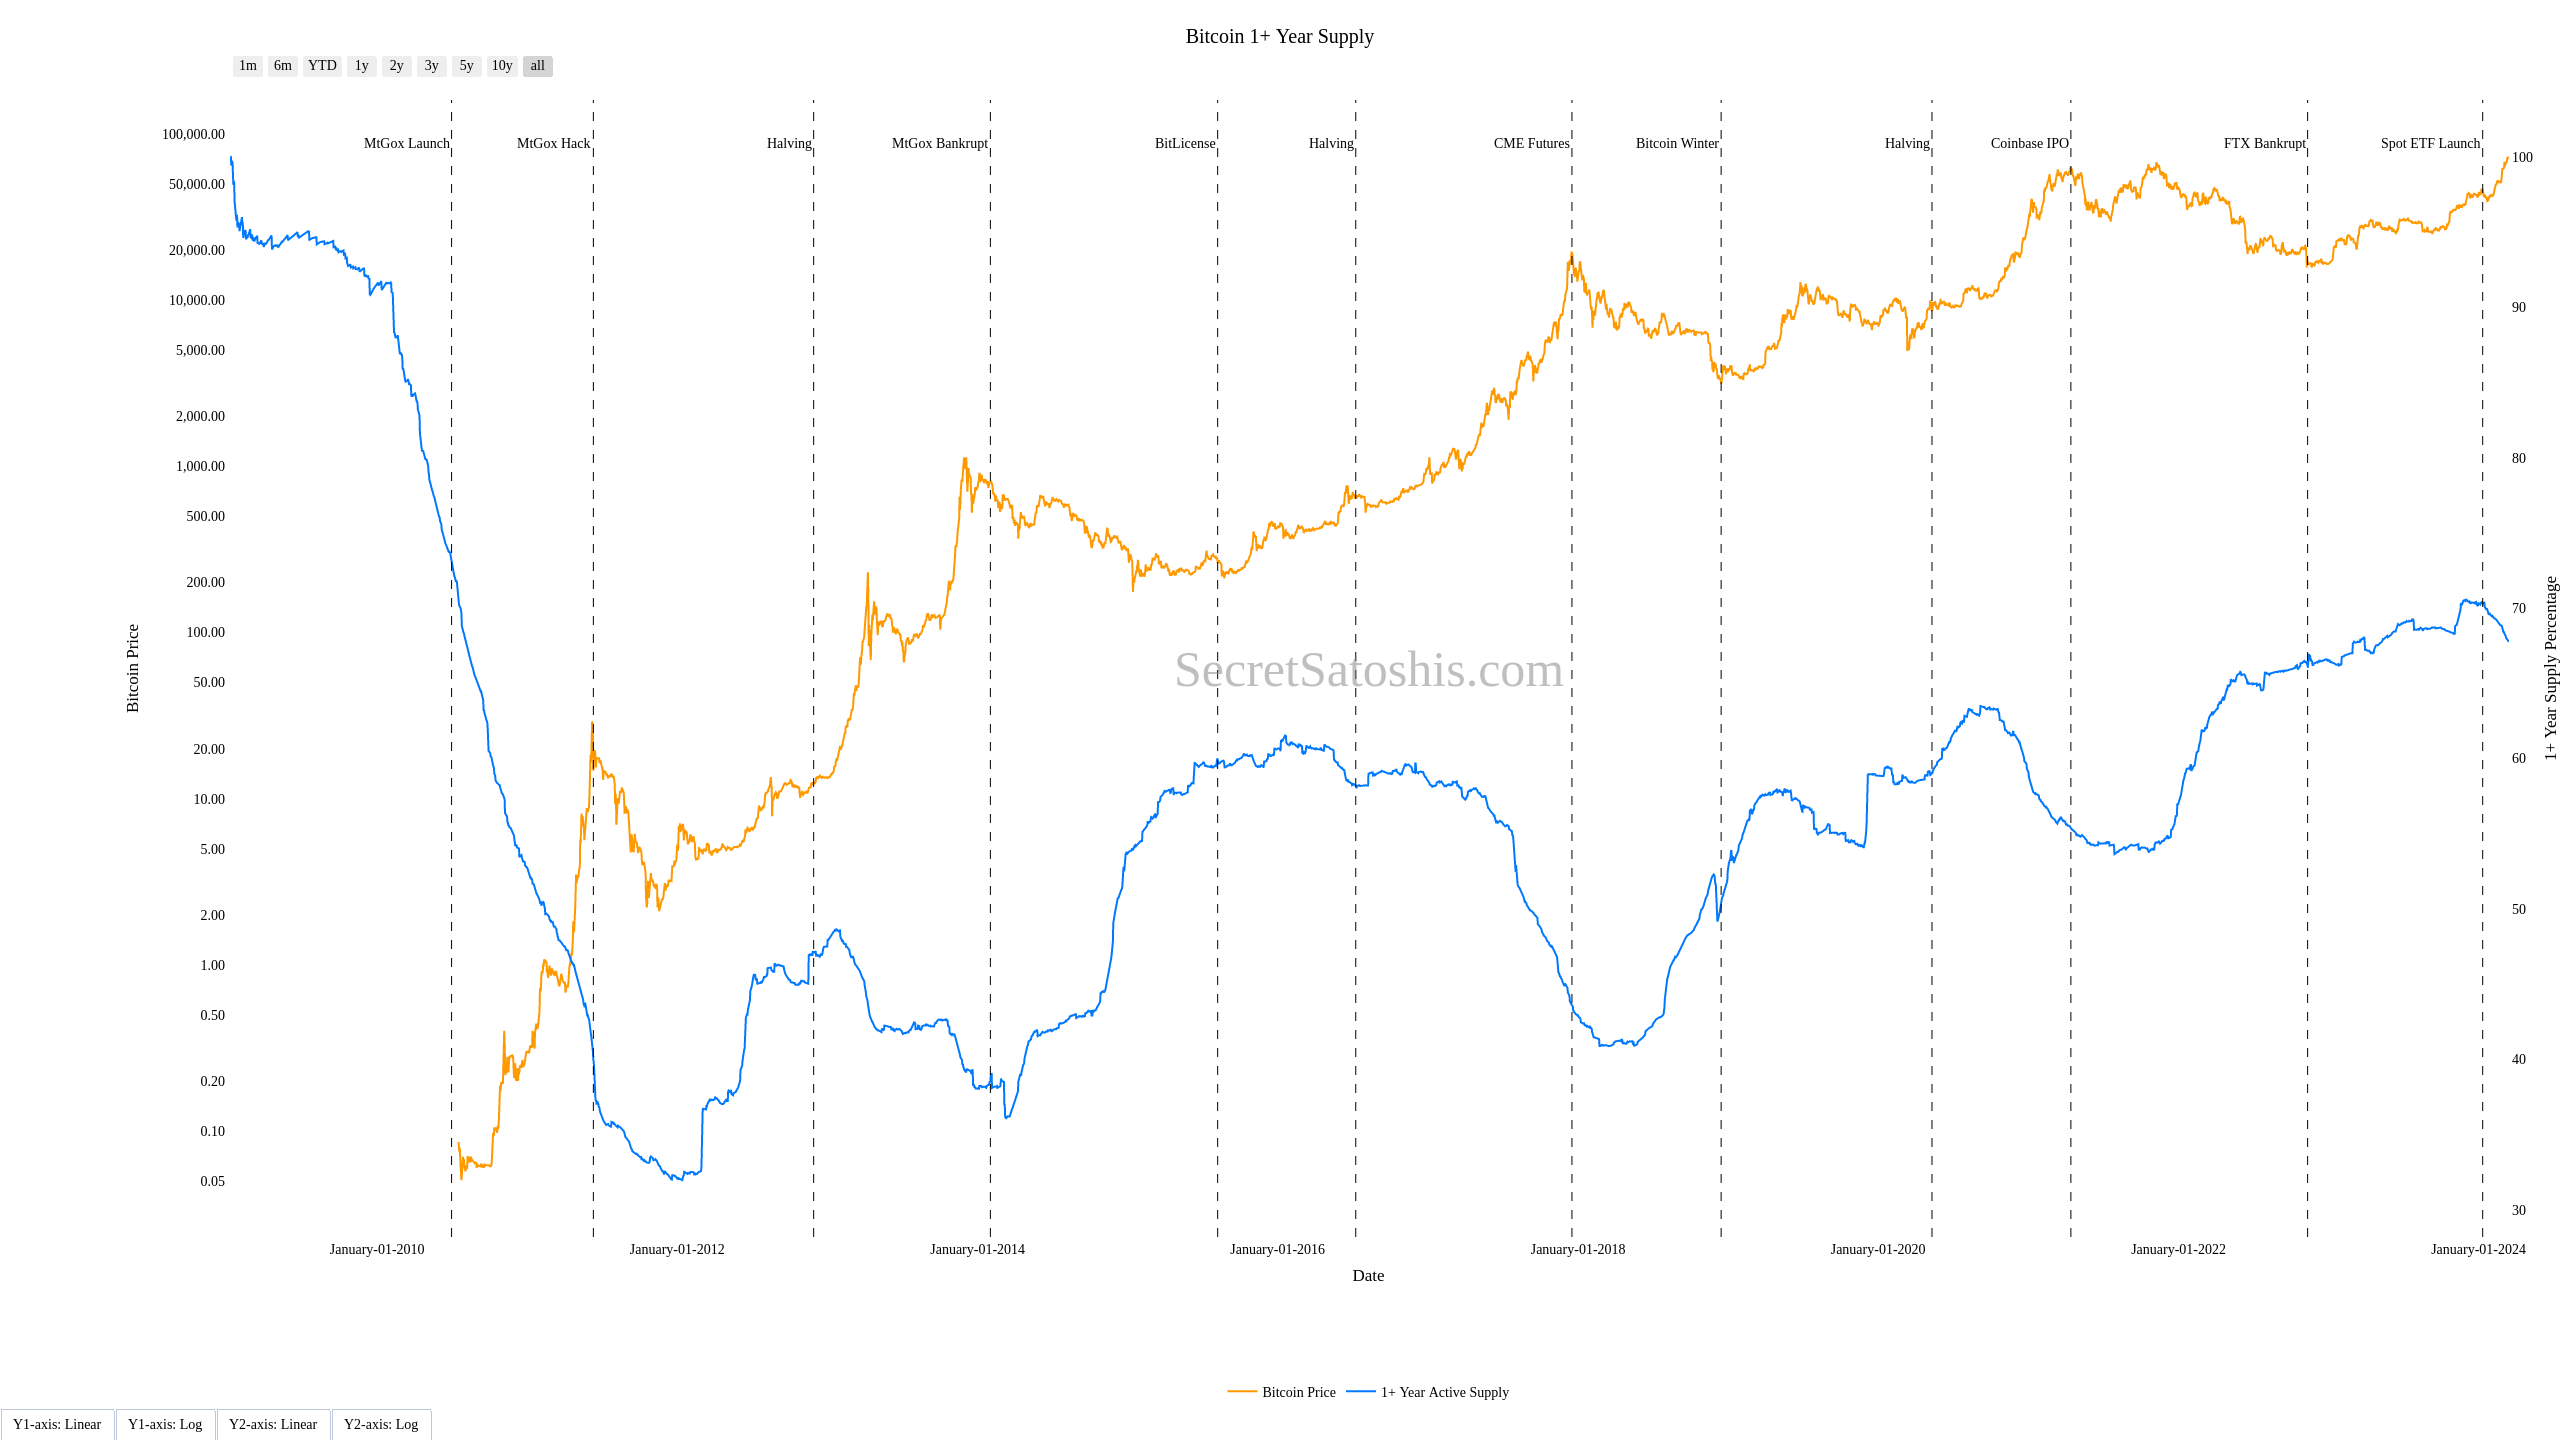 Bitcoin 1+ Year Supply
1m 6m YTD 1y 2y 3y 5y 10y all
MtGox Launch MtGox Hack Halving MtGox Bankrupt BitLicense Halving CME Futures Bitcoin Winter Halving Coinbase IPO FTX Bankrupt Spot ETF Launch
100,000.00
50,000.00
20,000.00
10,000.00
5,000.00
2,000.00
1,000.00
500.00
200.00
100.00
50.00
20.00
10.00
5.00
2.00
1.00
0.50
0.20
0.10
0.05
Bitcoin Price
SecretSatoshis.com
100
90
80
70
60
50
40
30
1+ Year Supply Percentage
January-01-2010 January-01-2012 January-01-2014 January-01-2016 January-01-2018 January-01-2020 January-01-2022 January-01-2024
Date
Bitcoin Price 1+ Year Active Supply
Y1-axis: Linear Y1-axis: Log Y2-axis: Linear Y2-axis: Log